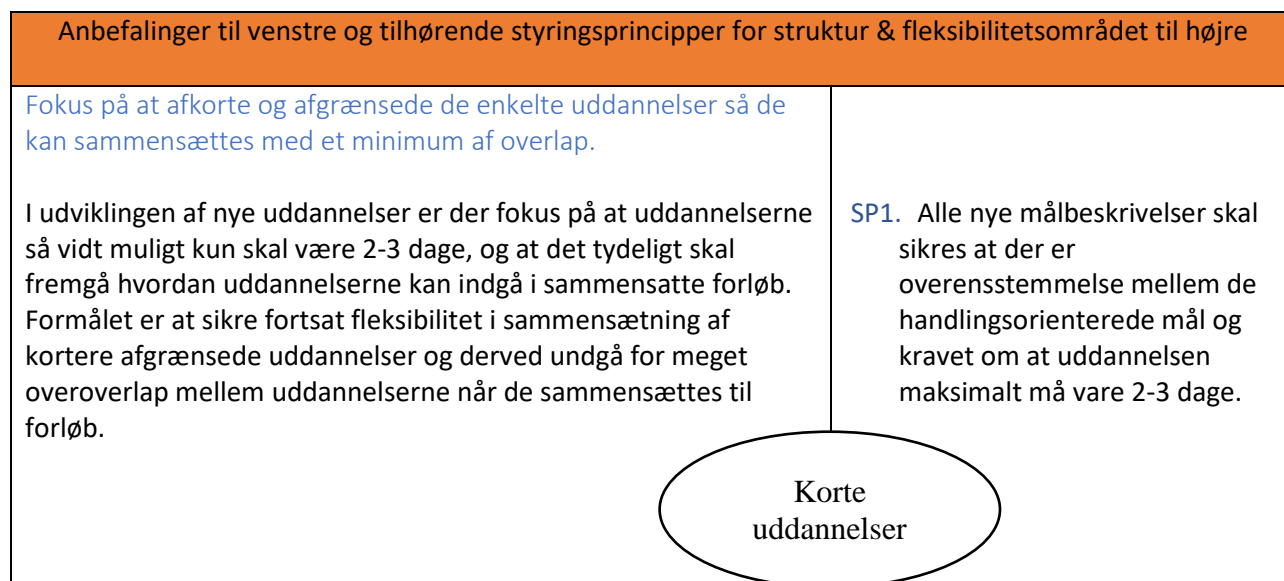 Anbefalinger til venstre og tilhørende styringsprincipper for struktur & fleksibilitetsområdet til højre
Fokus på at afkorte og afgrænsede de enkelte uddannelser så de
kan sammensættes med et minimum af overlap.
I udviklingen af nye uddannelser er der fokus på at uddannelserne
så vidt muligt kun skal være 2-3 dage, og at det tydeligt skal
fremgå hvordan uddannelserne kan indgå i sammensatte forløb.
Formålet er at sikre fortsat fleksibilitet i sammensætning af
kortere afgrænsede uddannelser og derved undgå for meget
overoverlap mellem uddannelserne når de sammensættes til
forløb.
SP1. Alle nye målbeskrivelser skal
sikres at der er
overensstemmelse mellem de
handlingsorienterede mål og
kravet om at uddannelsen
maksimalt må vare 2-3 dage.
Korte
uddannelser